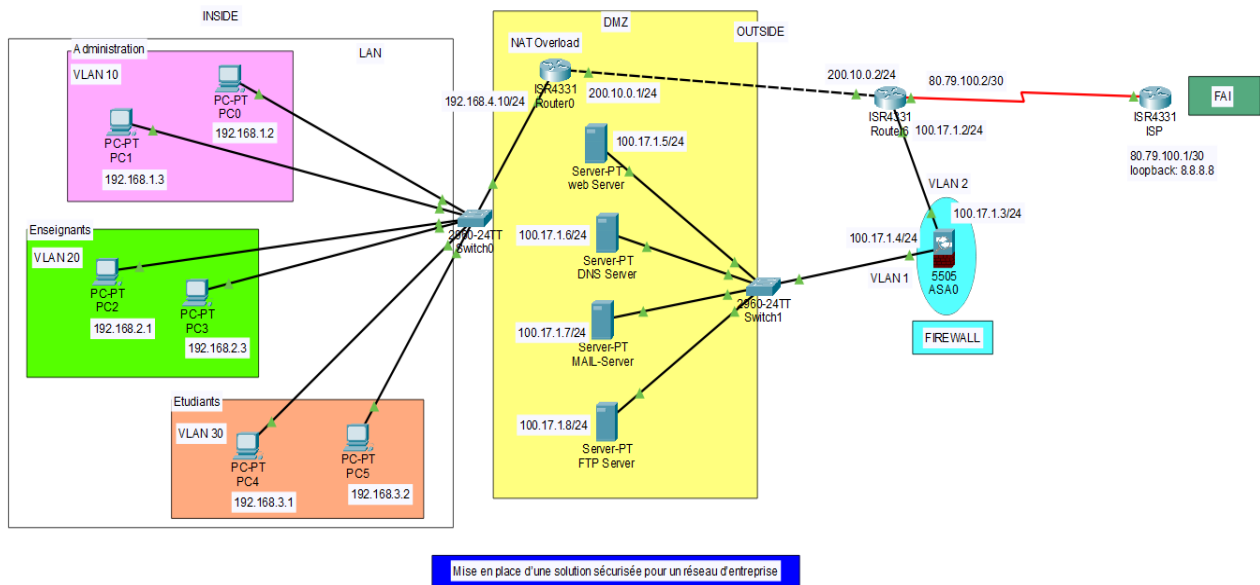 INSIDE
DMZ
OUTSIDE
LAN
Administration
VLAN 10
PC-PT
PC0
192.168.1.2
PC-PT
PC1
192.168.1.3
Enseignants
VLAN 20
PC-PT
PC2
192.168.2.1
PC-PT
PC3
192.168.2.3
Etudiants
VLAN 30
PC-PT
PC4
192.168.3.1
PC-PT
PC5
192.168.3.2
2960-24TT
Switch0
192.168.4.10/24
NAT Overload
ISR4331
Router0
200.10.0.1/24
100.17.1.5/24
Server-PT
web Server
100.17.1.6/24
Server-PT
DNS Server
100.17.1.7/24
Server-PT
MAIL-Server
100.17.1.8/24
Server-PT
FTP Server
2960-24TT
Switch1
200.10.0.2/24
80.79.100.2/30
ISR4331
Router6
100.17.1.2/24
ISR4331
ISP
FAI
80.79.100.1/30
loopback: 8.8.8.8
VLAN 2
100.17.1.3/24
100.17.1.4/24
VLAN 1
5505
ASA0
FIREWALL
Mise en place d'une solution sécurisée pour un réseau d'entreprise